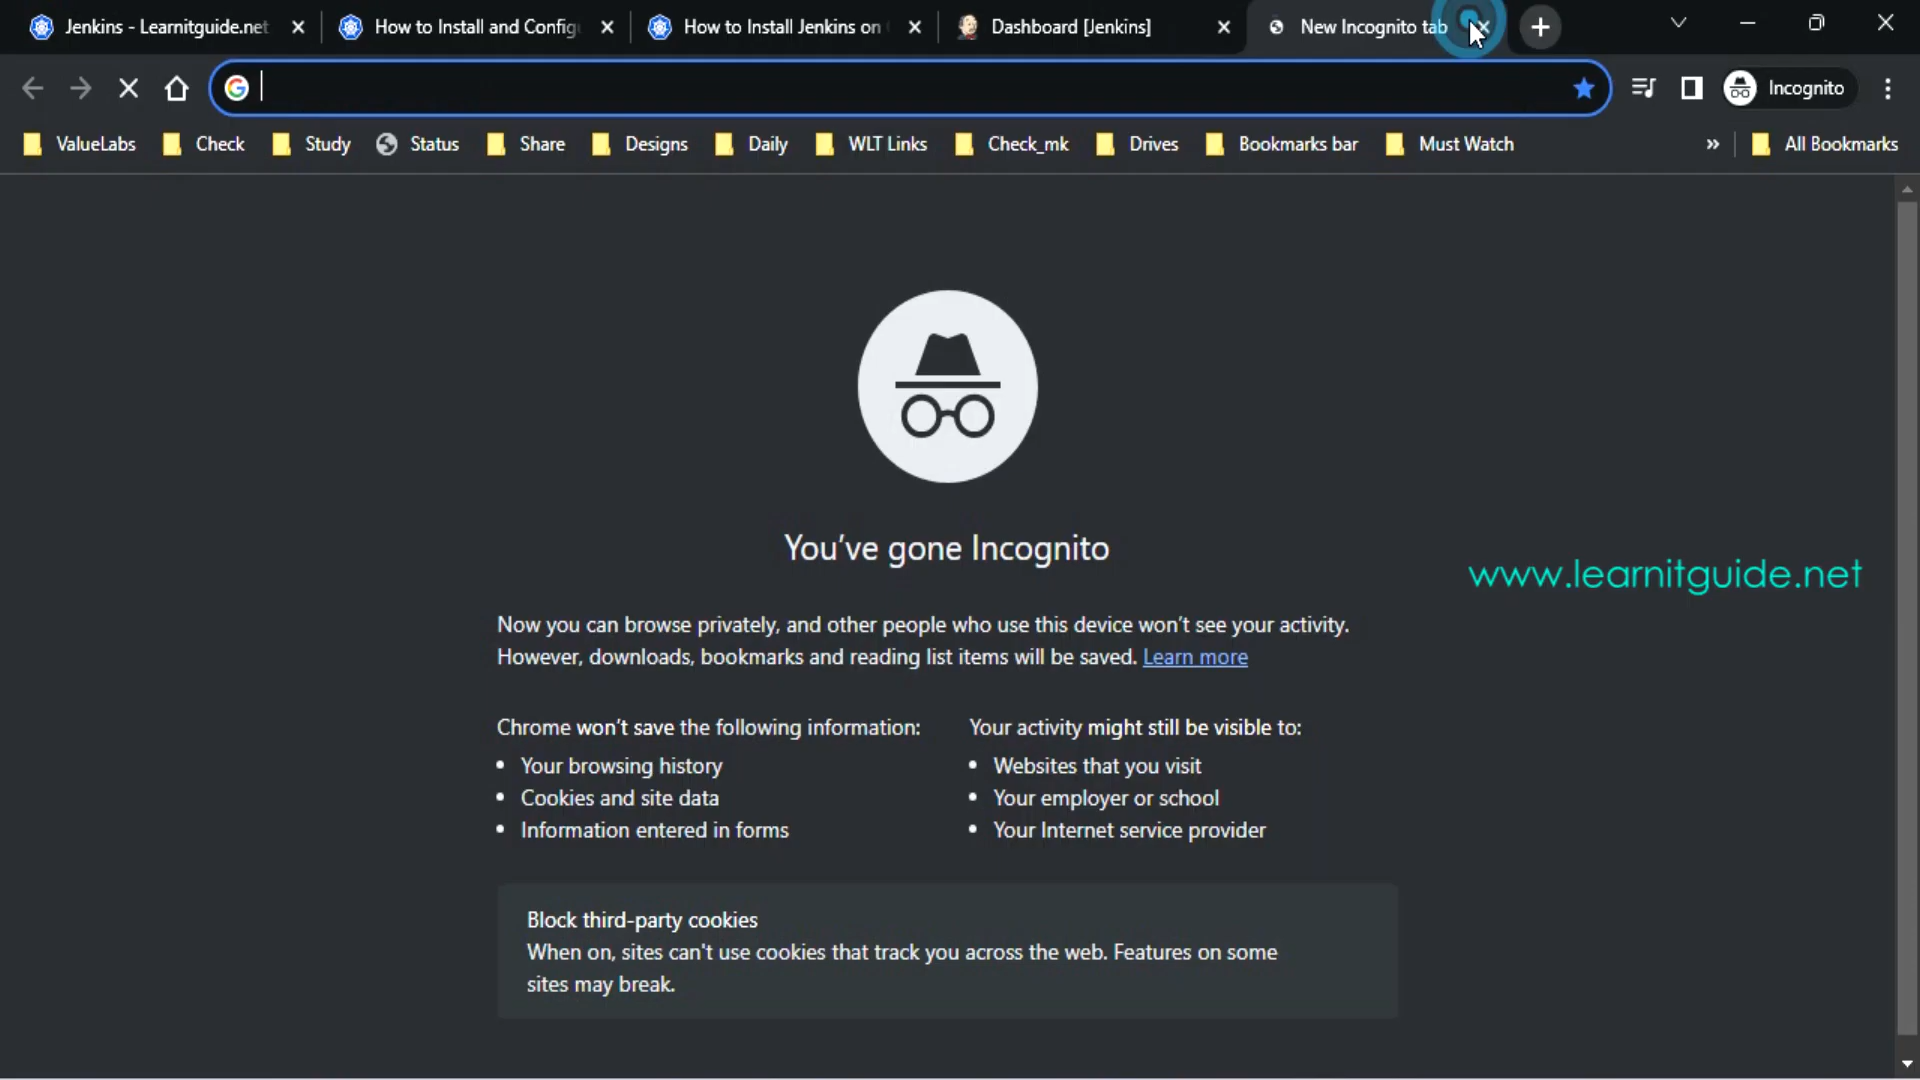 Jenkins - Learnitguide.net
How to Install and Config
How to Install Jenkins on
Dashboard [Jenkins]
New Incognito tab
Incognito
ValueLabs
Check
Study
Status
Share
Designs
Daily
WLT Links
Check_mk
Drives
Bookmarks bar
Must Watch
»
All Bookmarks
You've gone Incognito
www.learnitguide.net
Now you can browse privately, and other people who use this device won't see your activity.
However, downloads, bookmarks and reading list items will be saved. Learn more
Chrome won't save the following information:
• Your browsing history
• Cookies and site data
• Information entered in forms
Your activity might still be visible to:
• Websites that you visit
• Your employer or school
• Your Internet service provider
Block third-party cookies
When on, sites can't use cookies that track you across the web. Features on some
sites may break.